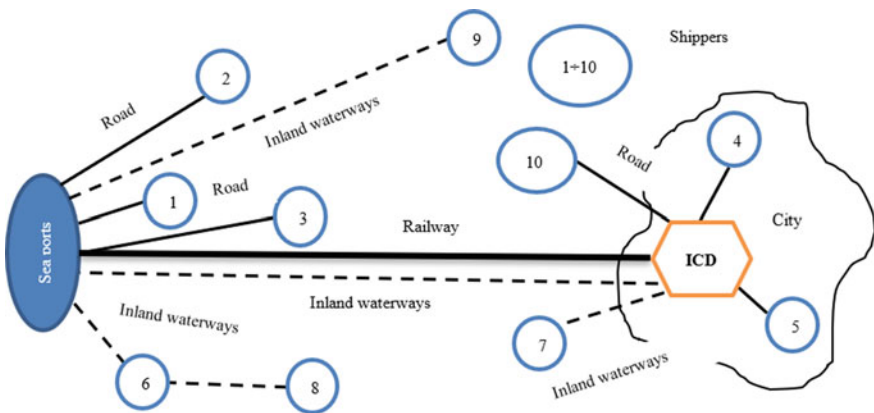 9
Shippers
2
1÷10
Road
Inland waterways
4
Road
10
Road
1
3
City
Railway
Sea ports
ICD
Inland waterways
Inland waterways
5
7
Inland waterways
6
8